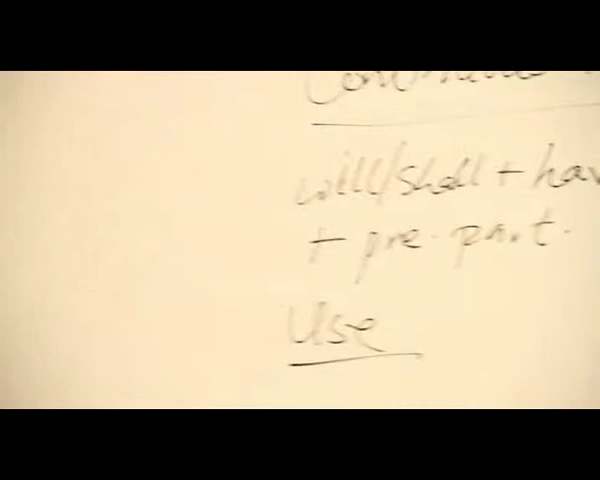 will/shall + hav
+ pre. part.
Use